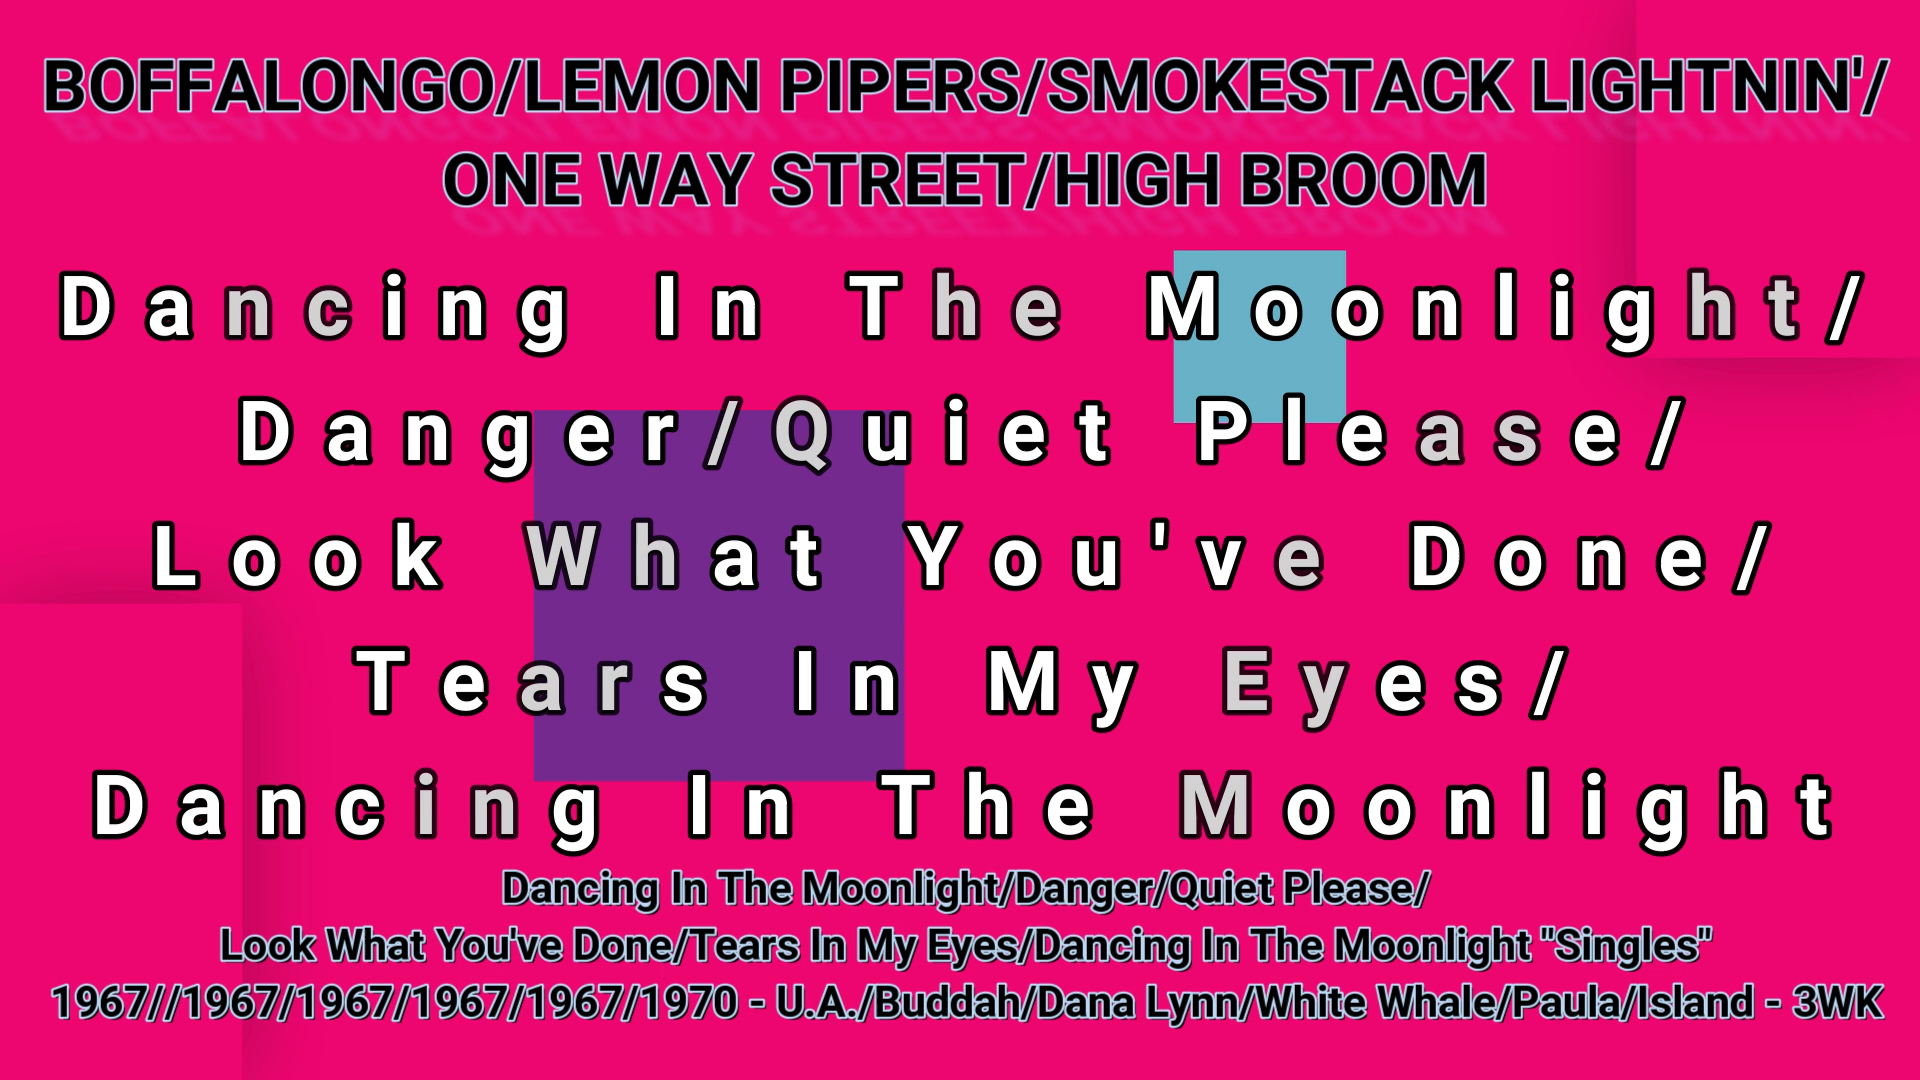 BOFFALONGO/LEMON PIPERS/SMOKESTACK LIGHTNIN'/
ONE WAY STREET/HIGH BROOM
Dancing In The Moonlight/
Danger/Quiet Please/
Look What You've Done/
Tears In My Eyes/
Dancing In The Moonlight
Dancing In The Moonlight/Danger/Quiet Please/
Look What You've Done/Tears In My Eyes/Dancing In The Moonlight "Singles"
1967//1967/1967/1967/1967/1970 - U.A./Buddah/Dana Lynn/White Whale/Paula/Island - 3WK